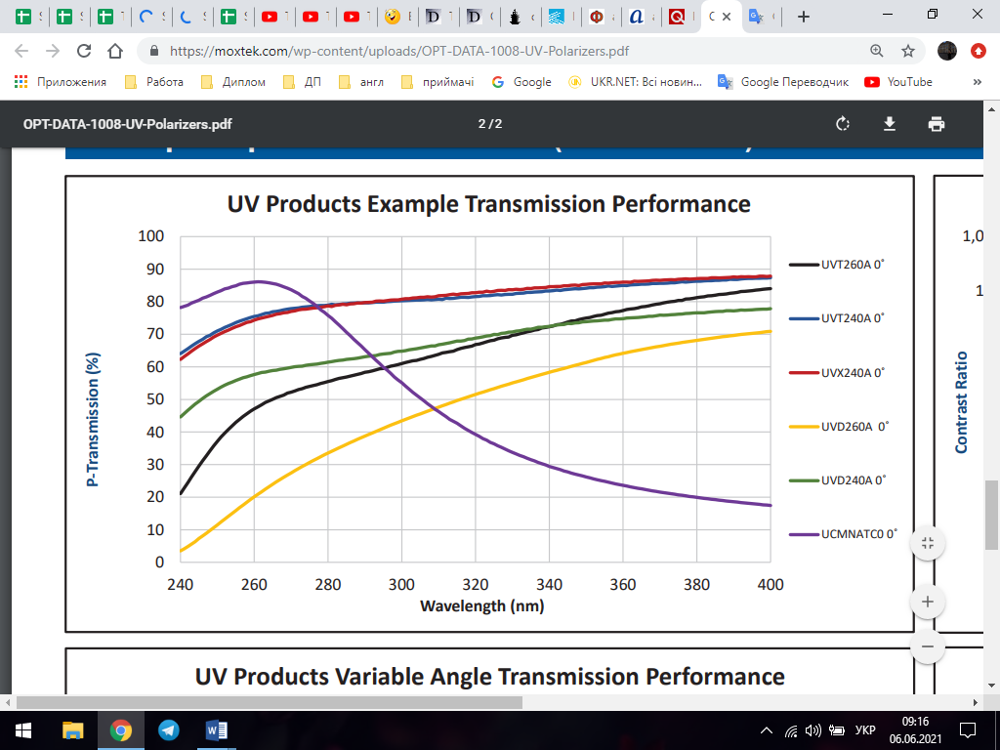 https://moxtek.com/wp-content/uploads/OPT-DATA-1008-UV-Polarizers.pdf
Приложения Работа Диплом ДП англ приймачі Google UKR.NET: Всі новин... Google Переводчик YouTube »
OPT-DATA-1008-UV-Polarizers.pdf 2 / 2
UV Products Example Transmission Performance
P-Transmission (%)
100
90
80
70
60
50
40
30
20
10
0
240 260 280 300 320 340 360 380 400
Wavelength (nm)
UVT260A 0°
UVT240A 0°
UVX240A 0°
UVD260A 0°
UVD240A 0°
UCMNATC0 0°
1,0
1
Contrast Ratio
UV Products Variable Angle Transmission Performance
УКР
09:16
06.06.2021